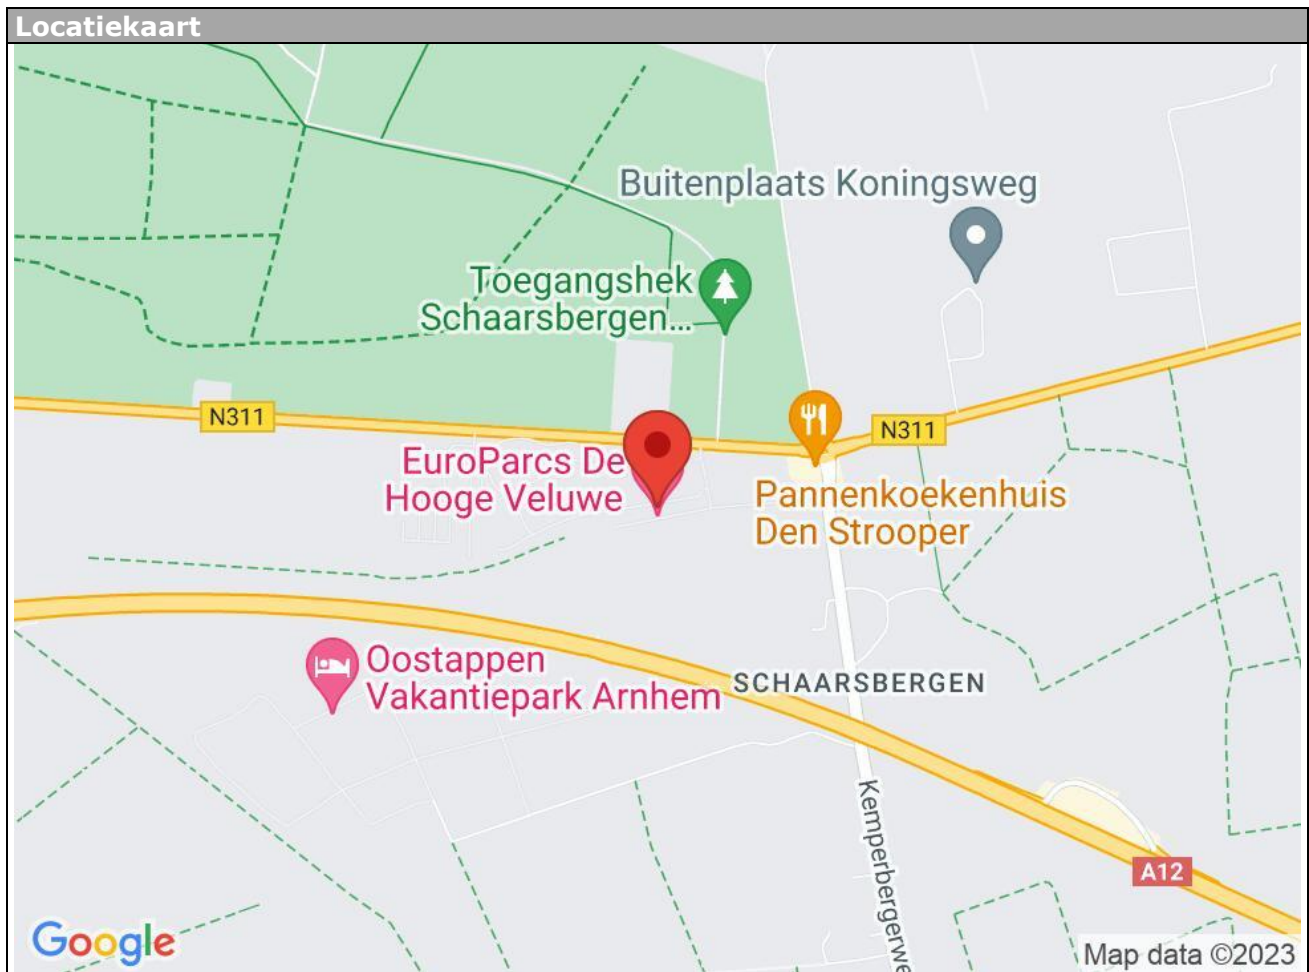 Locatiekaart
Buitenplaats Koningsweg
Toegangshek
Schaarsbergen...
N311
N311
EuroParcs De
Hooge Veluwe
Pannenkoekenhuis
Den Strooper
Oostappen
Vakantiepark Arnhem
SCHAARSBERGEN
Kemperbergerwe
A12
Google
Map data ©2023